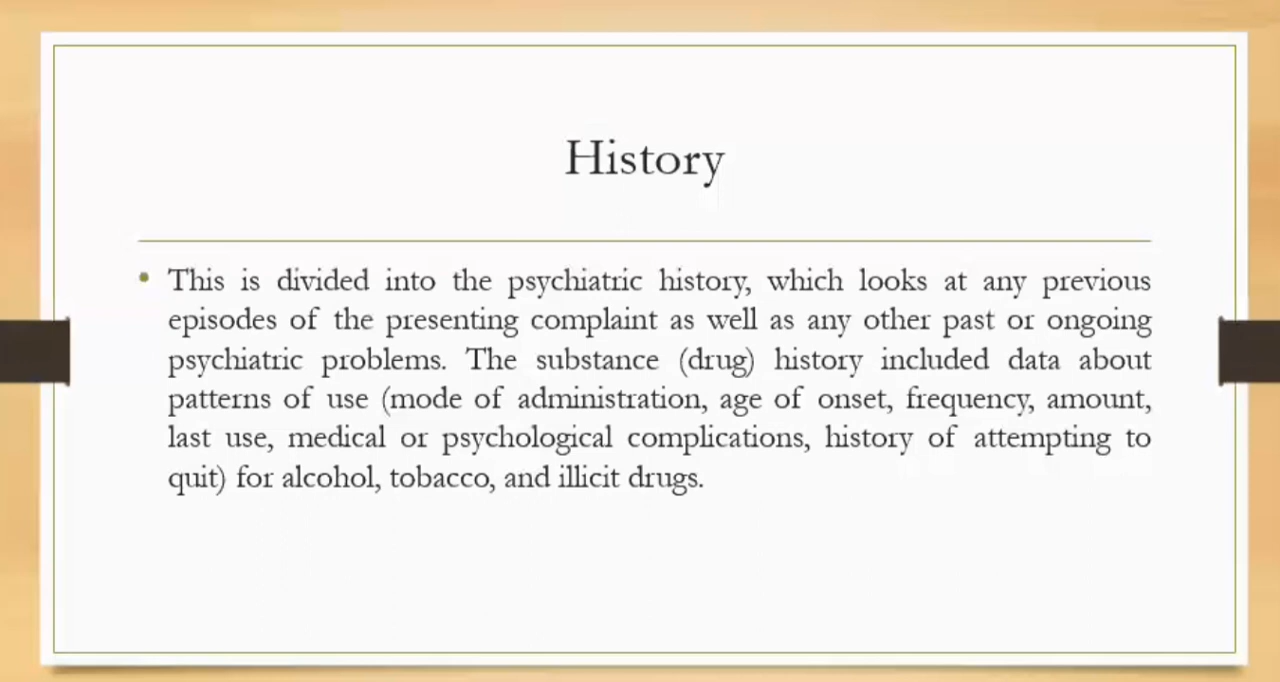 History
• This is divided into the psychiatric history, which looks at any previous
episodes of the presenting complaint as well as any other past or ongoing
psychiatric problems. The substance (drug) history included data about
patterns of use (mode of administration, age of onset, frequency, amount,
last use, medical or psychological complications, history of attempting to
quit) for alcohol, tobacco, and illicit drugs.